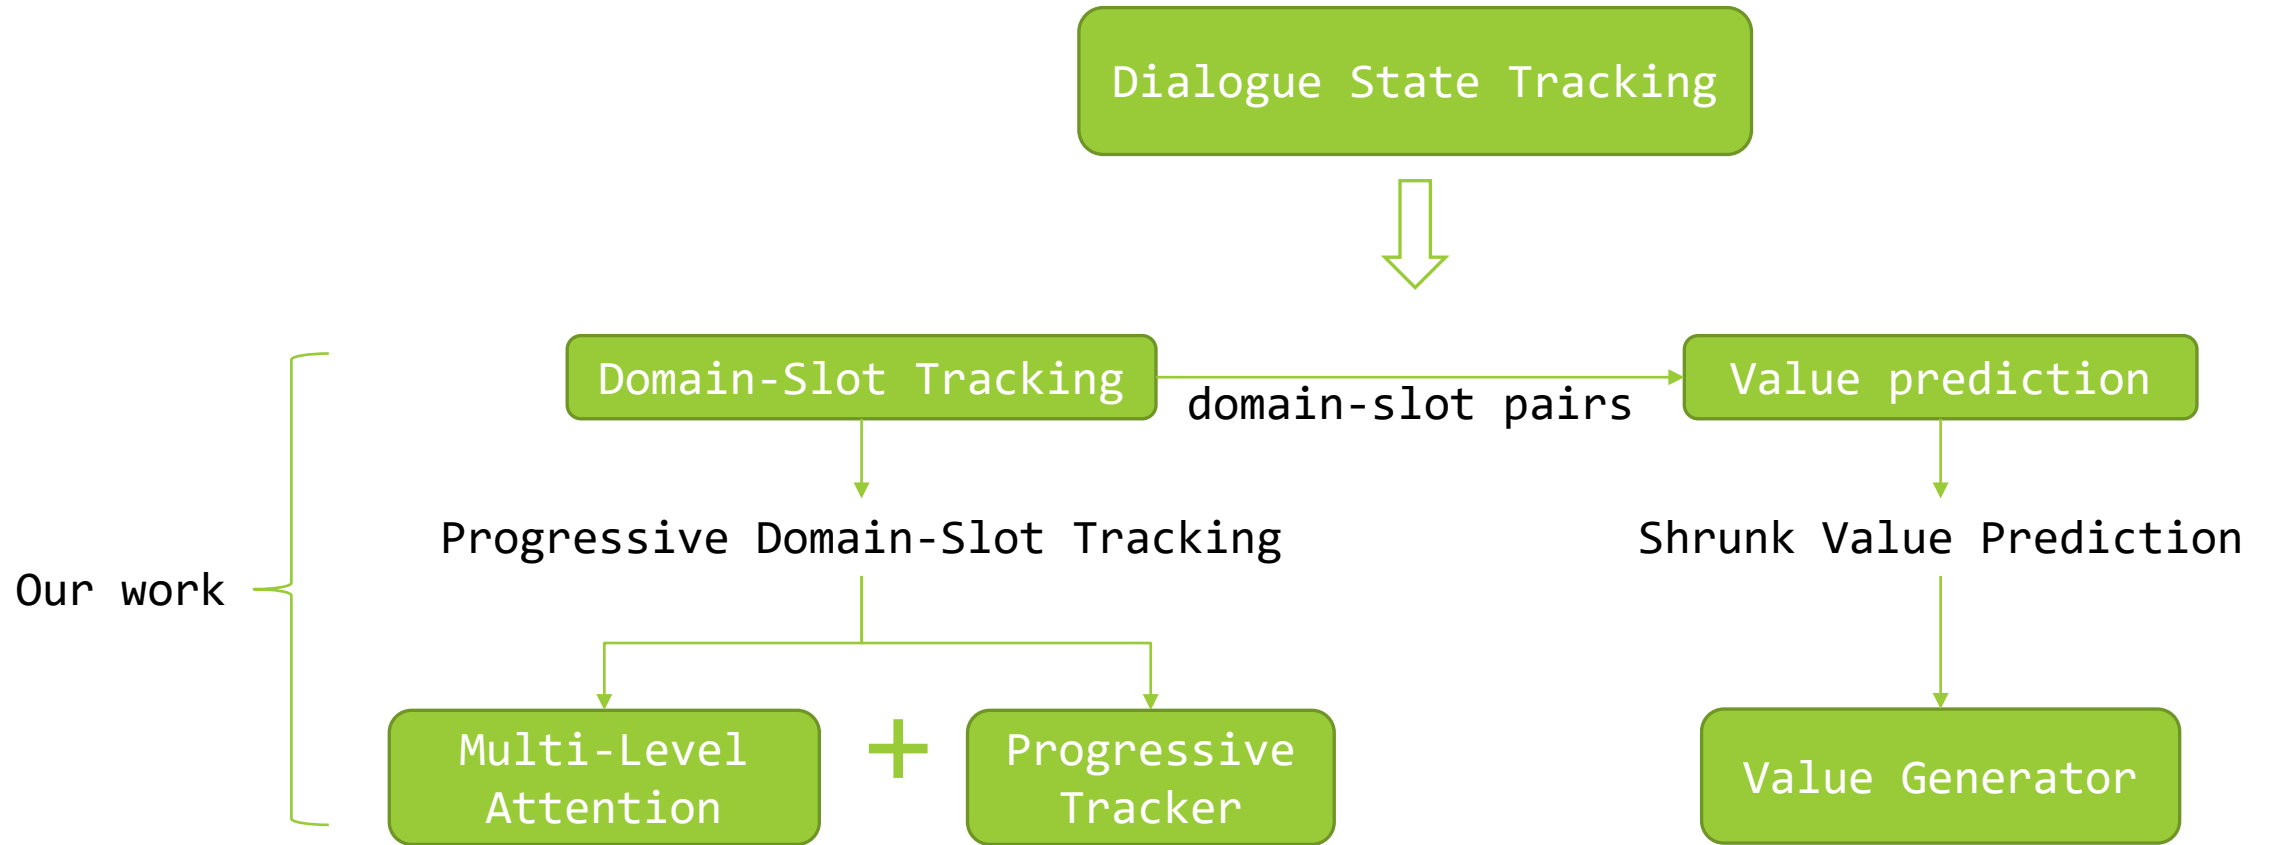 Dialogue State Tracking
Domain-Slot Tracking
domain-slot pairs
Value prediction
Progressive Domain-Slot Tracking
Shrunk Value Prediction
Our work
Multi-Level
Attention
+
Progressive
Tracker
Value Generator